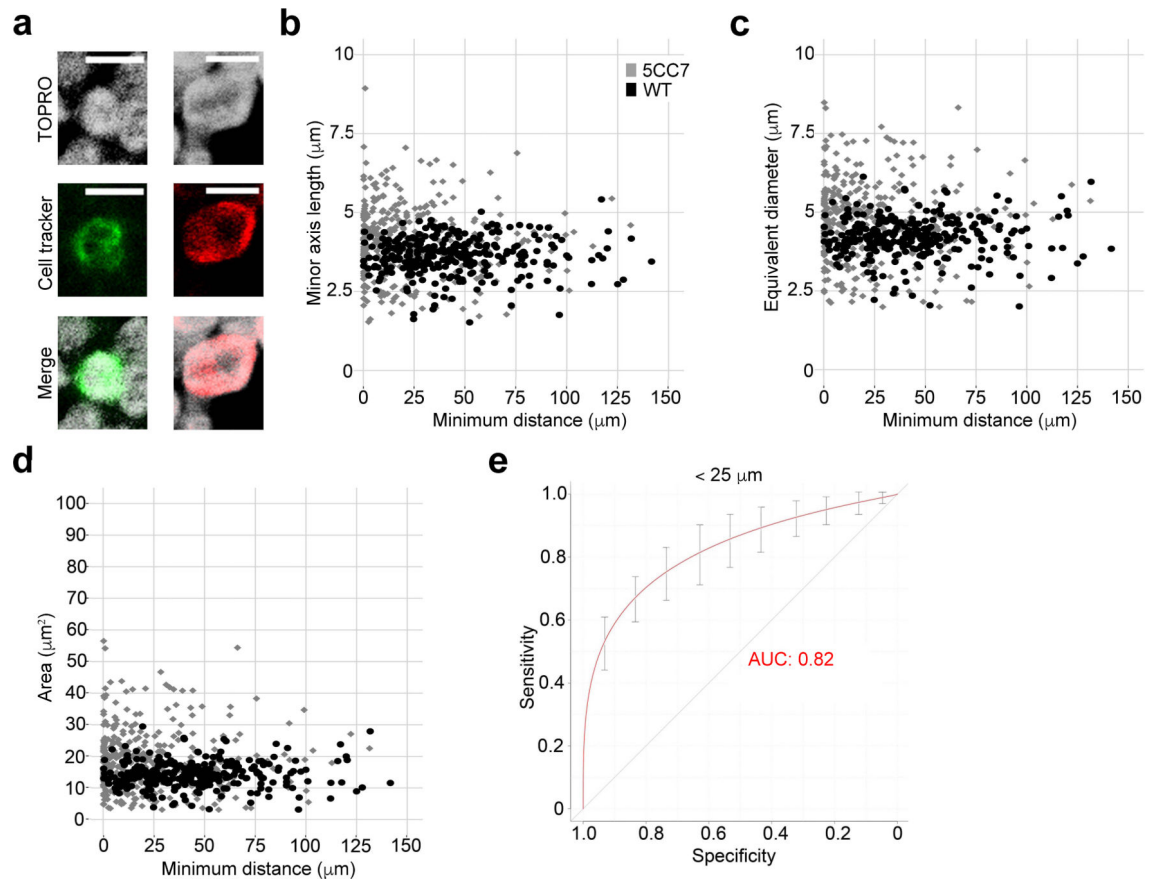 a
TOPRO
Cell tracker
Merge
b
10
7.5
5
2.5
0
Minor axis length (μm)
5CC7
WT
0 25 50 75 100 125 150
Minimum distance (μm)
c
10
7.5
5
2.5
0
Equivalent diameter (μm)
0 25 50 75 100 125 150
Minimum distance (μm)
d
100
90
80
70
60
50
40
30
20
10
0
Area (μm²)
0 25 50 75 100 125 150
Minimum distance (μm)
e
< 25 μm
1.0
0.8
0.6
0.4
0.2
0
Sensitivity
AUC: 0.82
1.0 0.8 0.6 0.4 0.2 0
Specificity